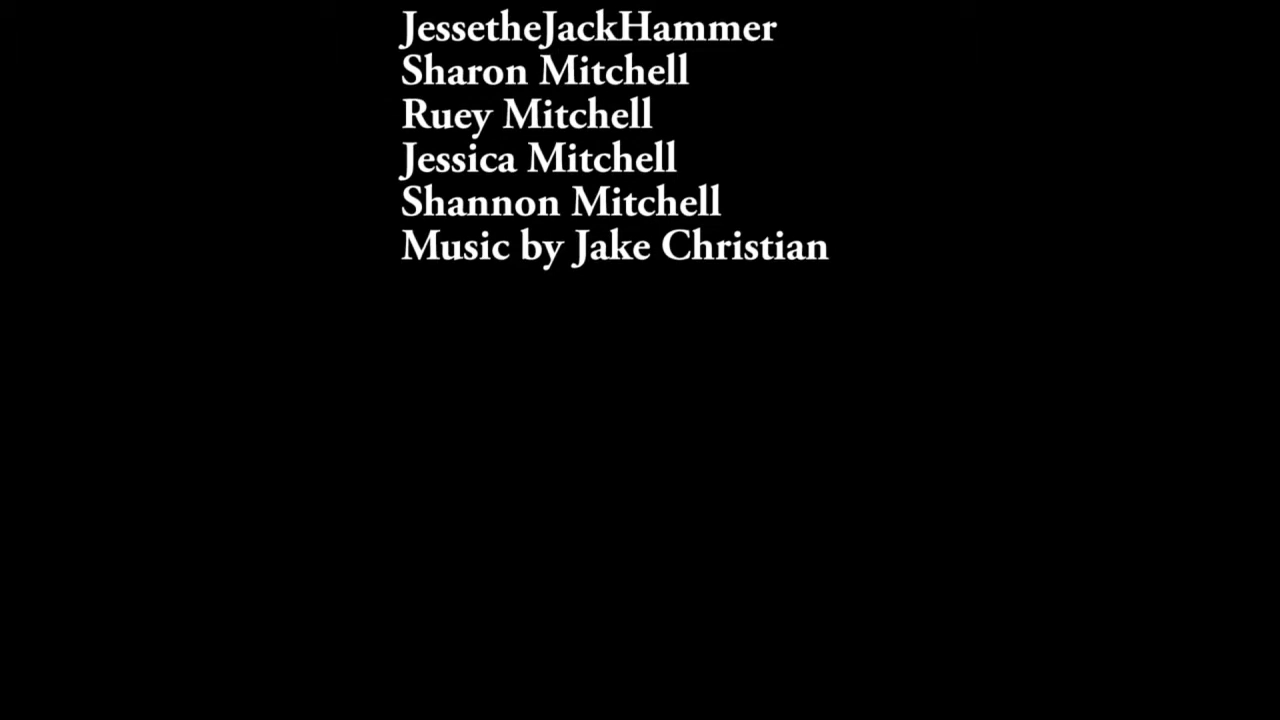 JessetheJackHammer
Sharon Mitchell
Ruey Mitchell
Jessica Mitchell
Shannon Mitchell
Music by Jake Christian